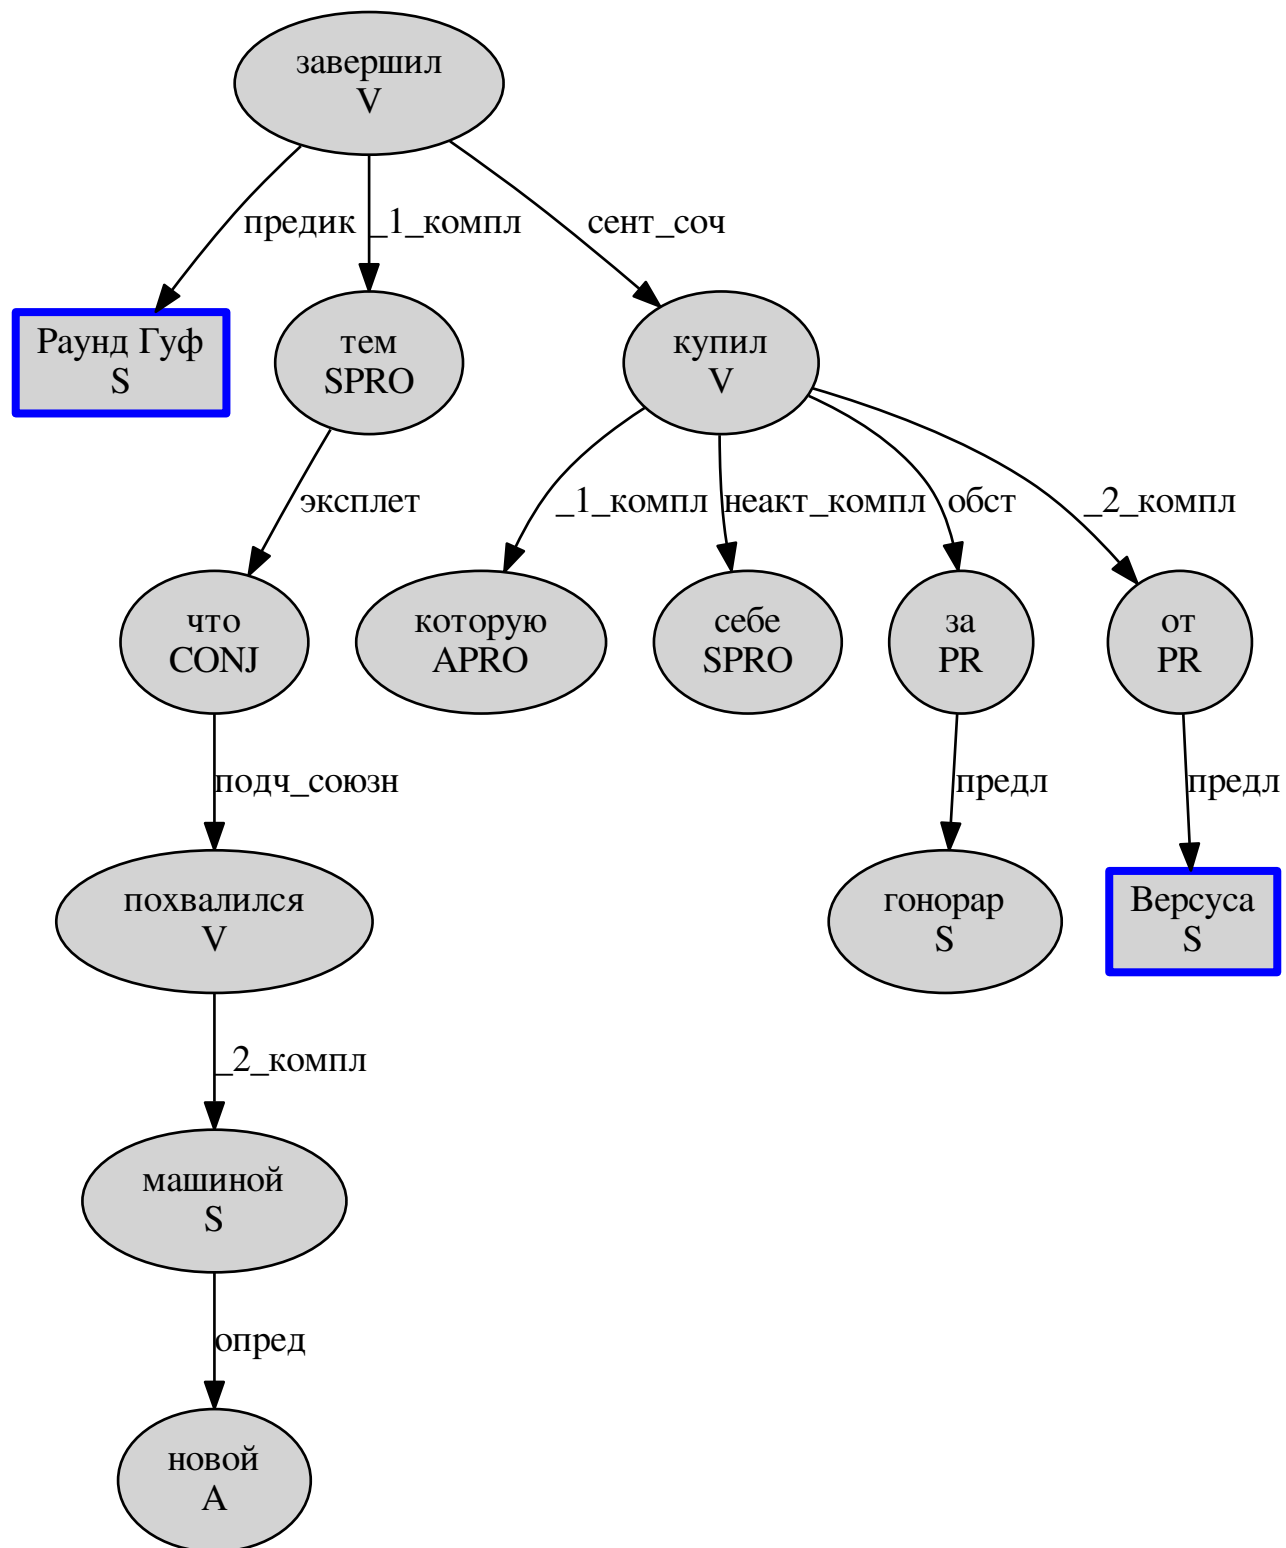 завершил
V
предик
_1_компл
сент_соч
Раунд Гуф
S
тем
SPRO
купил
V
эксплет
_1_компл
неакт_компл
обст
_2_компл
что
CONJ
которую
APRO
себе
SPRO
за
PR
от
PR
подч_союзн
предл
предл
похвалился
V
гонорар
S
Версуса
S
_2_компл
машиной
S
опред
новой
A